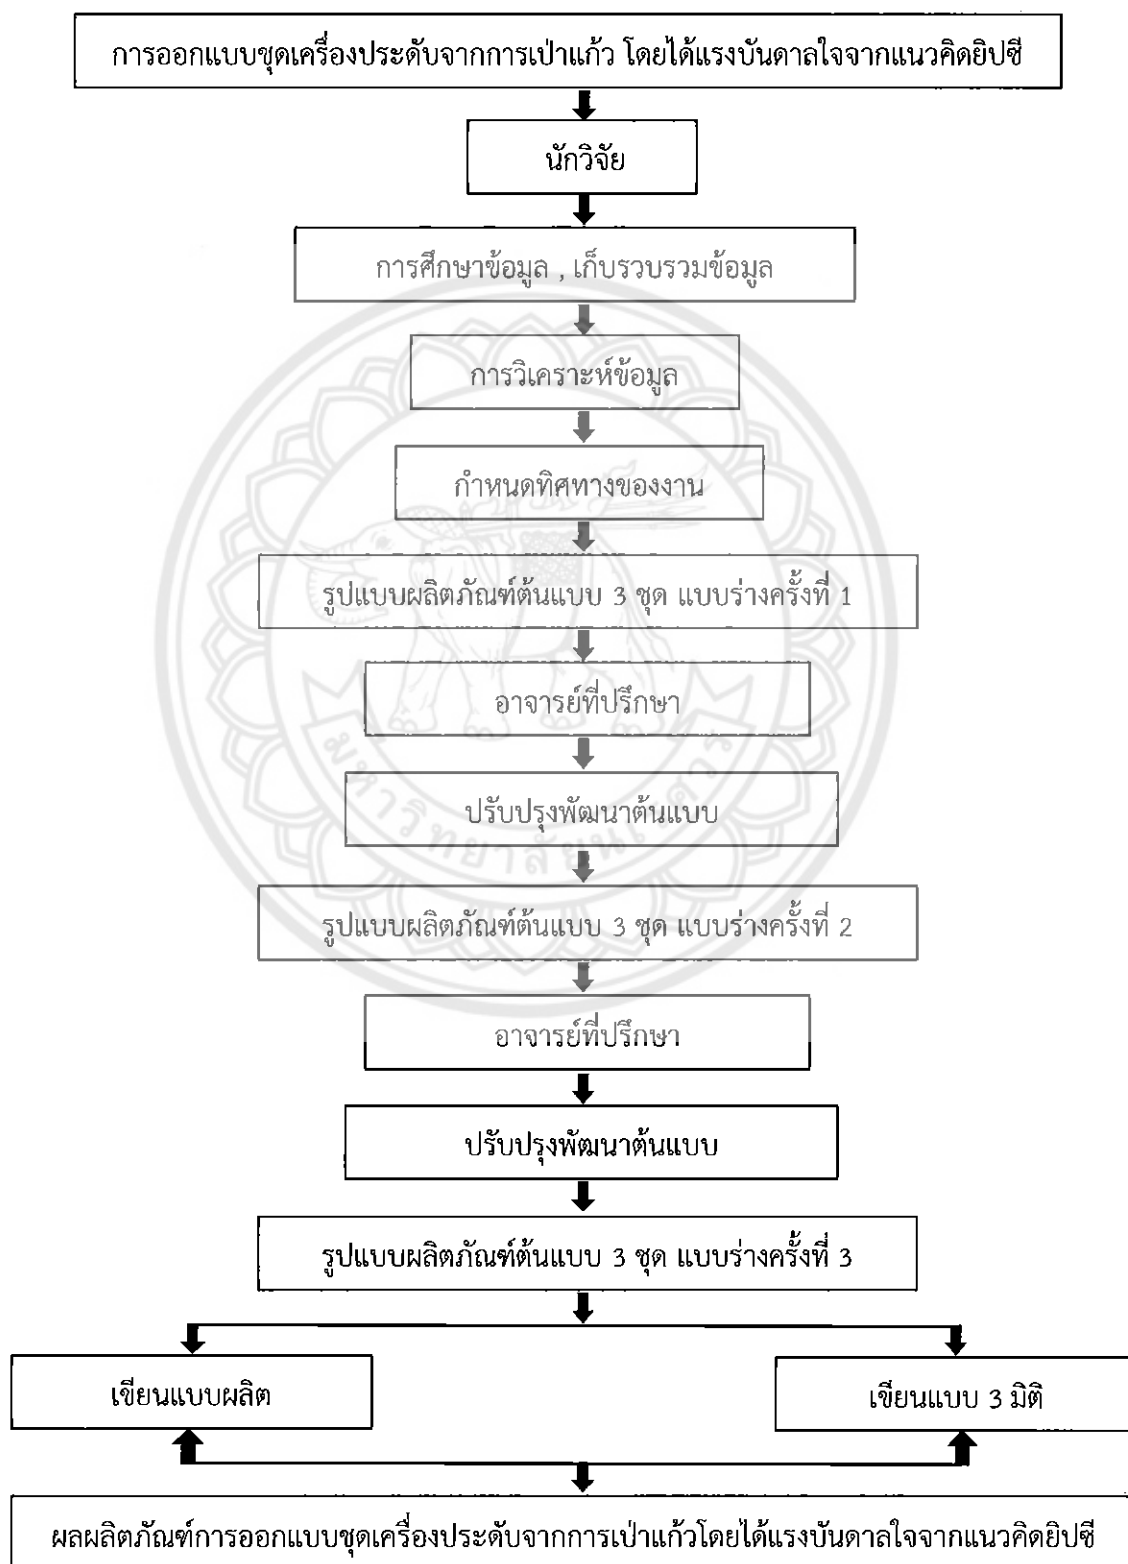 การออกแบบชุดเครื่องประดับจากการเป่าแก้ว โดยได้แรงบันดาลใจจากแนวคิดยิปซี
นักวิจัย
การศึกษาข้อมูล , เก็บรวบรวมข้อมูล
การวิเคราะห์ข้อมูล
กำหนดทิศทางของงาน
รูปแบบผลิตภัณฑ์ต้นแบบ 3 ชุด แบบร่างครั้งที่ 1
อาจารย์ที่ปรึกษา
ปรับปรุงพัฒนาต้นแบบ
มหาวิทยาลัยนเรศวร
รูปแบบผลิตภัณฑ์ต้นแบบ 3 ชุด แบบร่างครั้งที่ 2
อาจารย์ที่ปรึกษา
ปรับปรุงพัฒนาต้นแบบ
รูปแบบผลิตภัณฑ์ต้นแบบ 3 ชุด แบบร่างครั้งที่ 3
เขียนแบบผลิต
เขียนแบบ 3 มิติ
ผลผลิตภัณฑ์การออกแบบชุดเครื่องประดับจากการเป่าแก้วโดยได้แรงบันดาลใจจากแนวคิดยิปซี